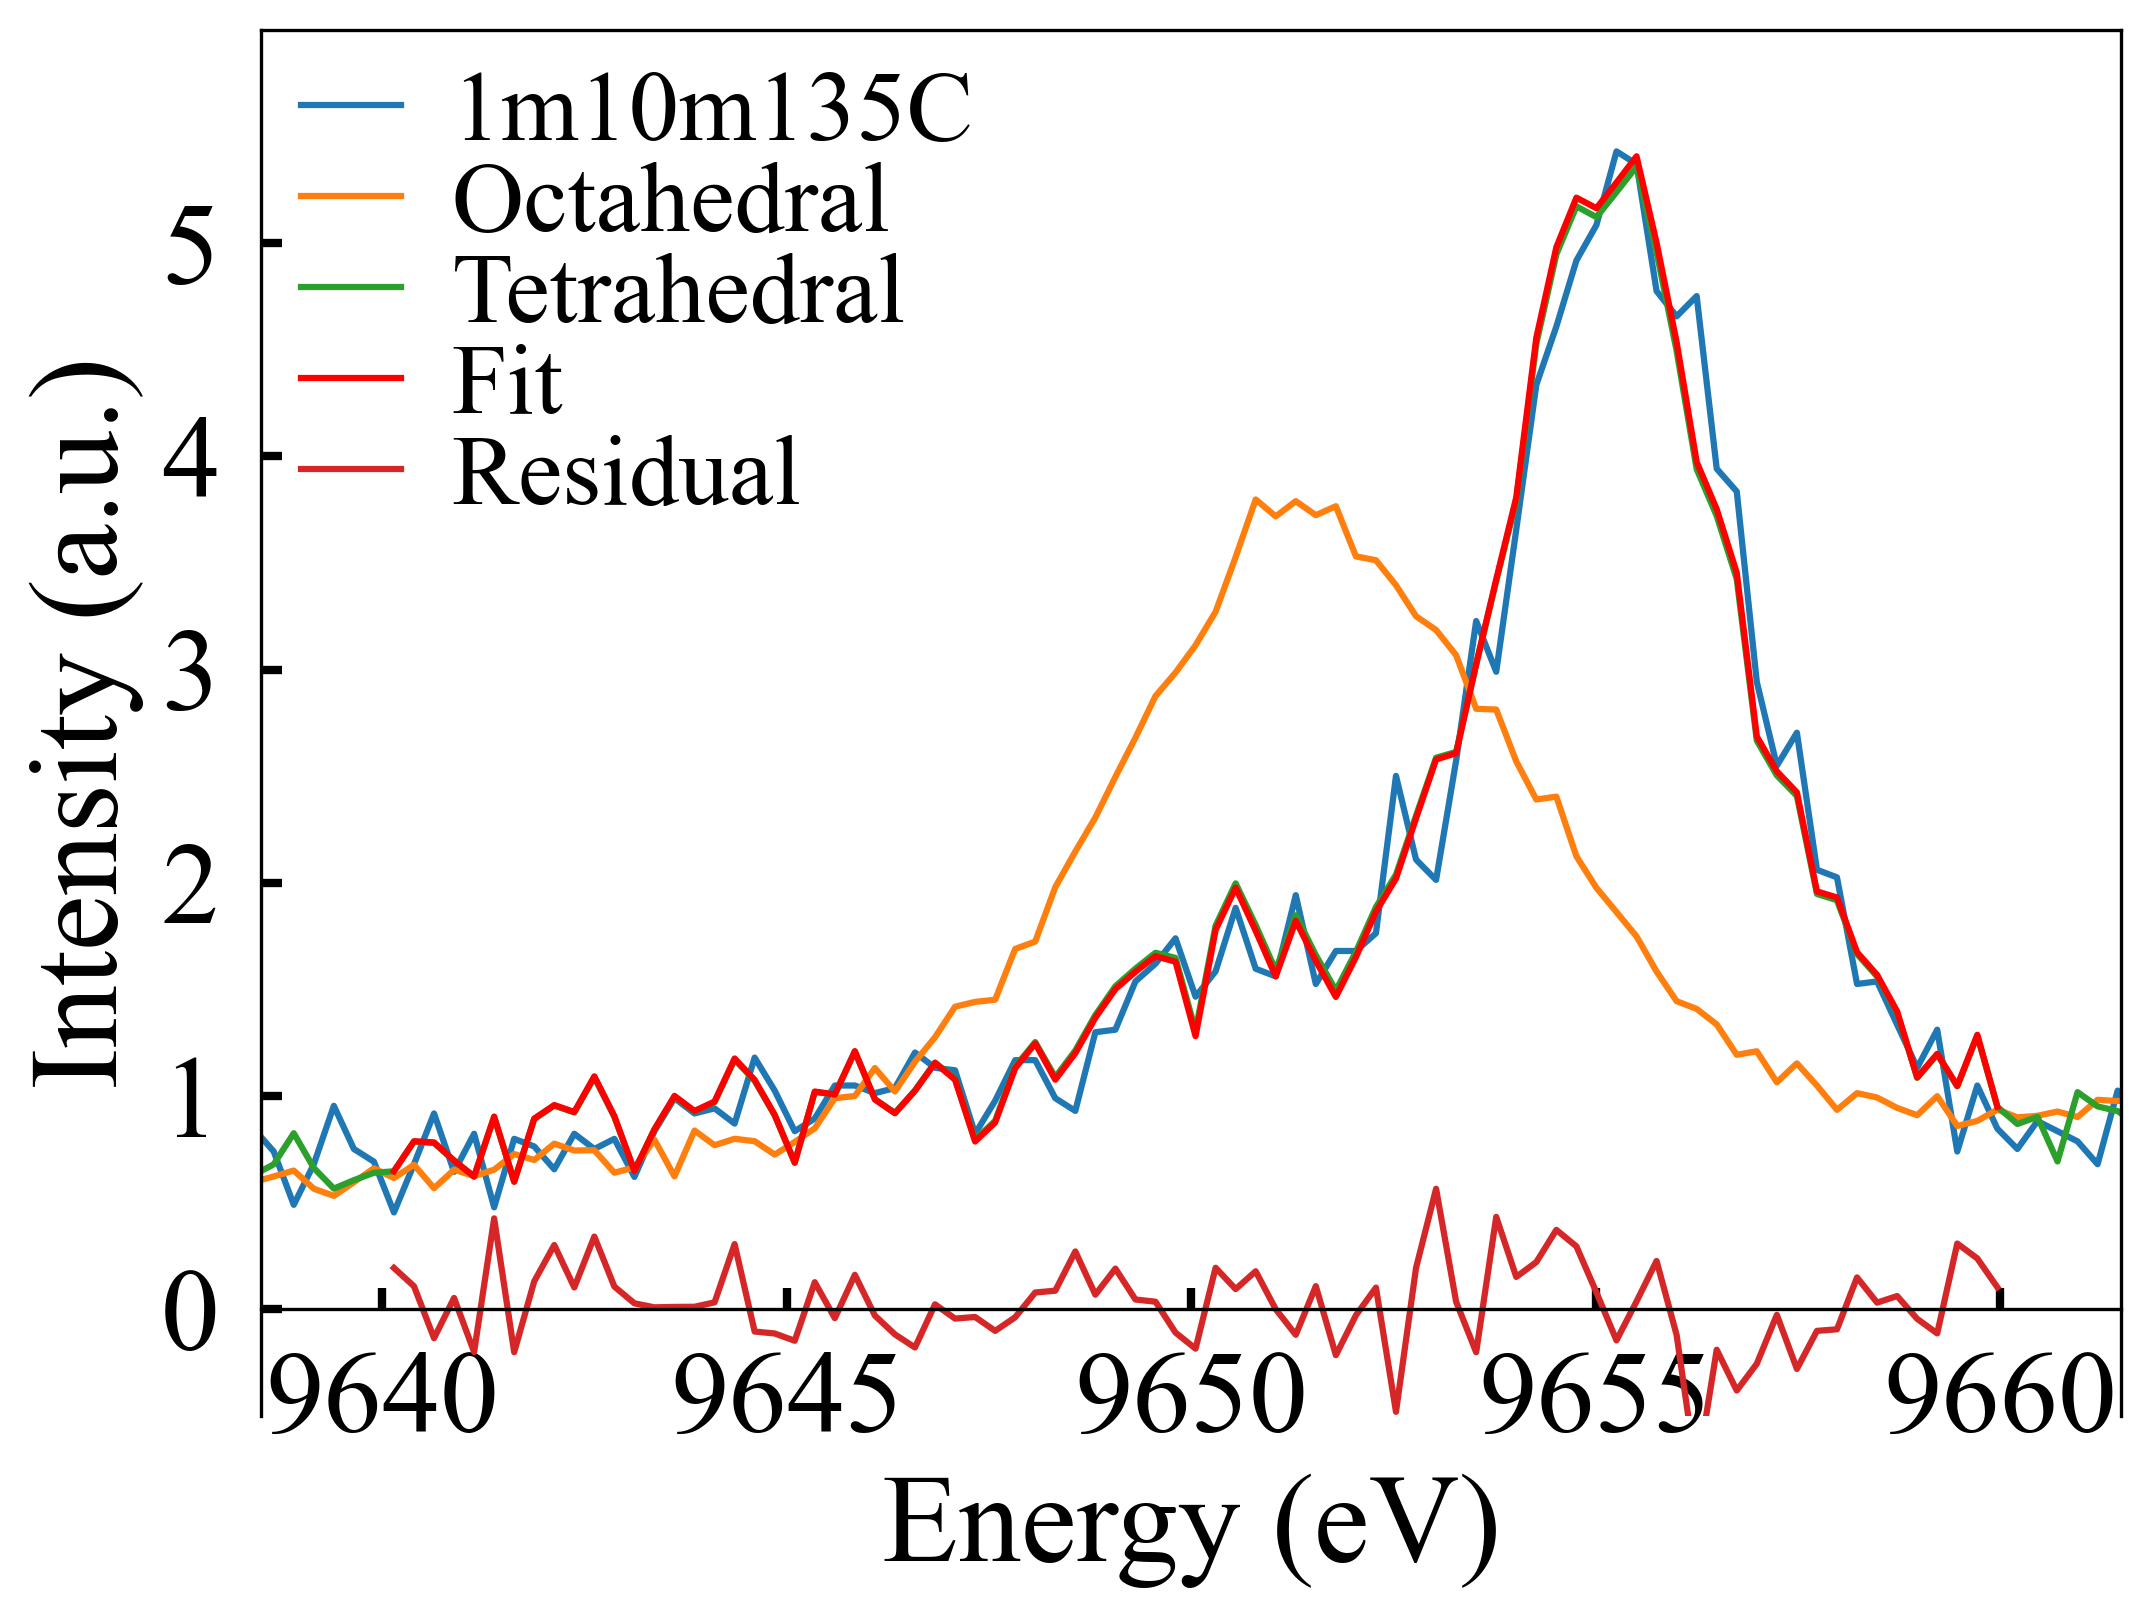 1m10m135C
Octahedral
Tetrahedral
Fit
Residual
Intensity (a.u.)
5
4
3
2
1
0
9640 9645 9650 9655 9660
Energy (eV)